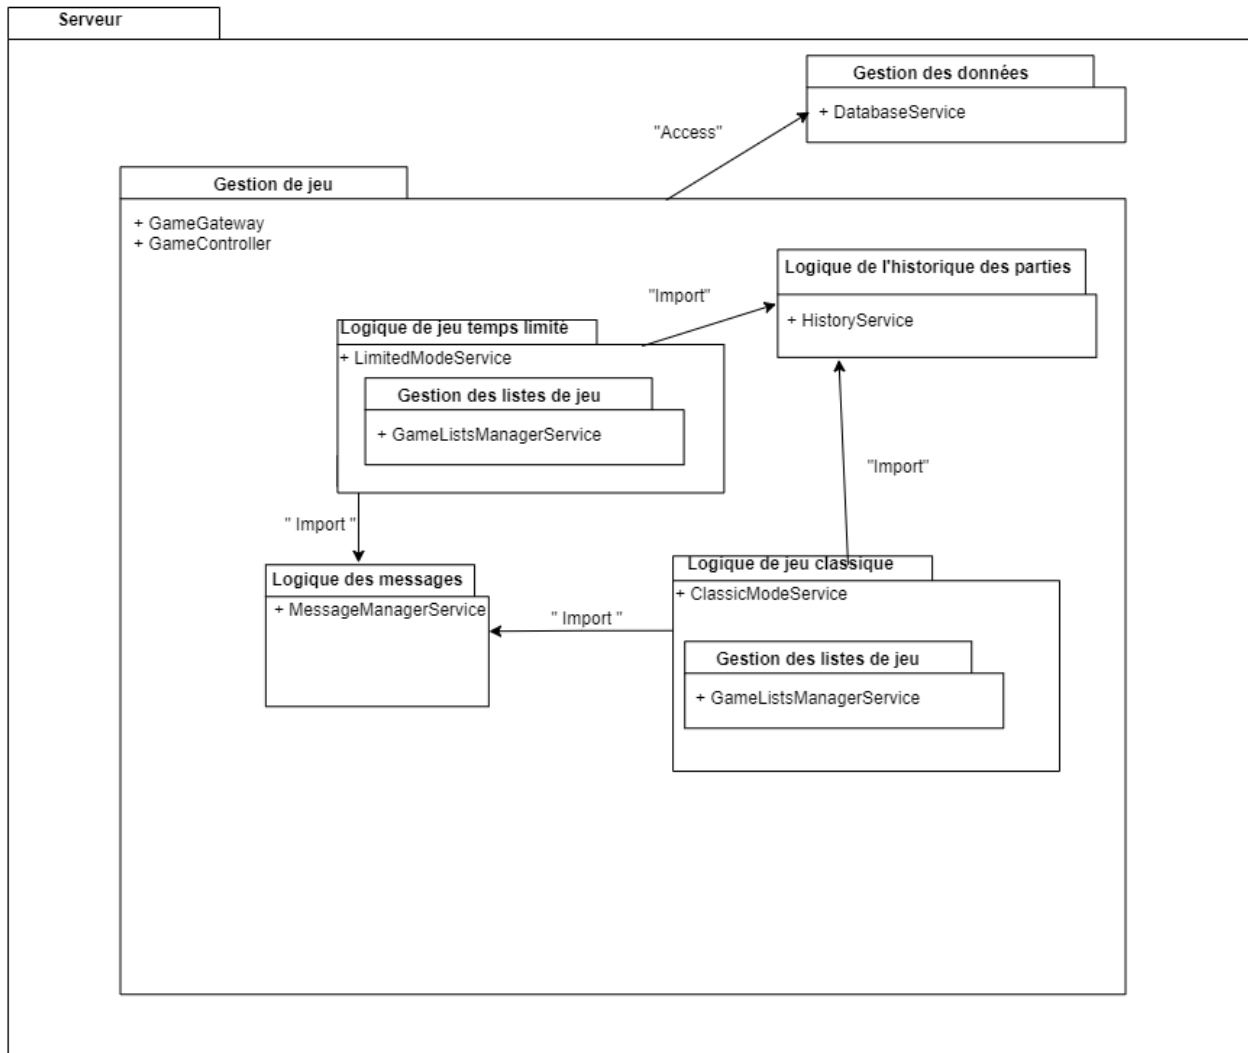 Serveur
Gestion des données
+ DatabaseService
"Access"
Gestion de jeu
+ GameGateway
+ GameController
Logique de l'historique des parties
+ HistoryService
"Import"
Logique de jeu temps limité
+ LimitedModeService
Gestion des listes de jeu
+ GameListsManagerService
"Import"
" Import "
Logique des messages
+ MessageManagerService
" Import "
Logique de jeu classique
+ ClassicModeService
Gestion des listes de jeu
+ GameListsManagerService